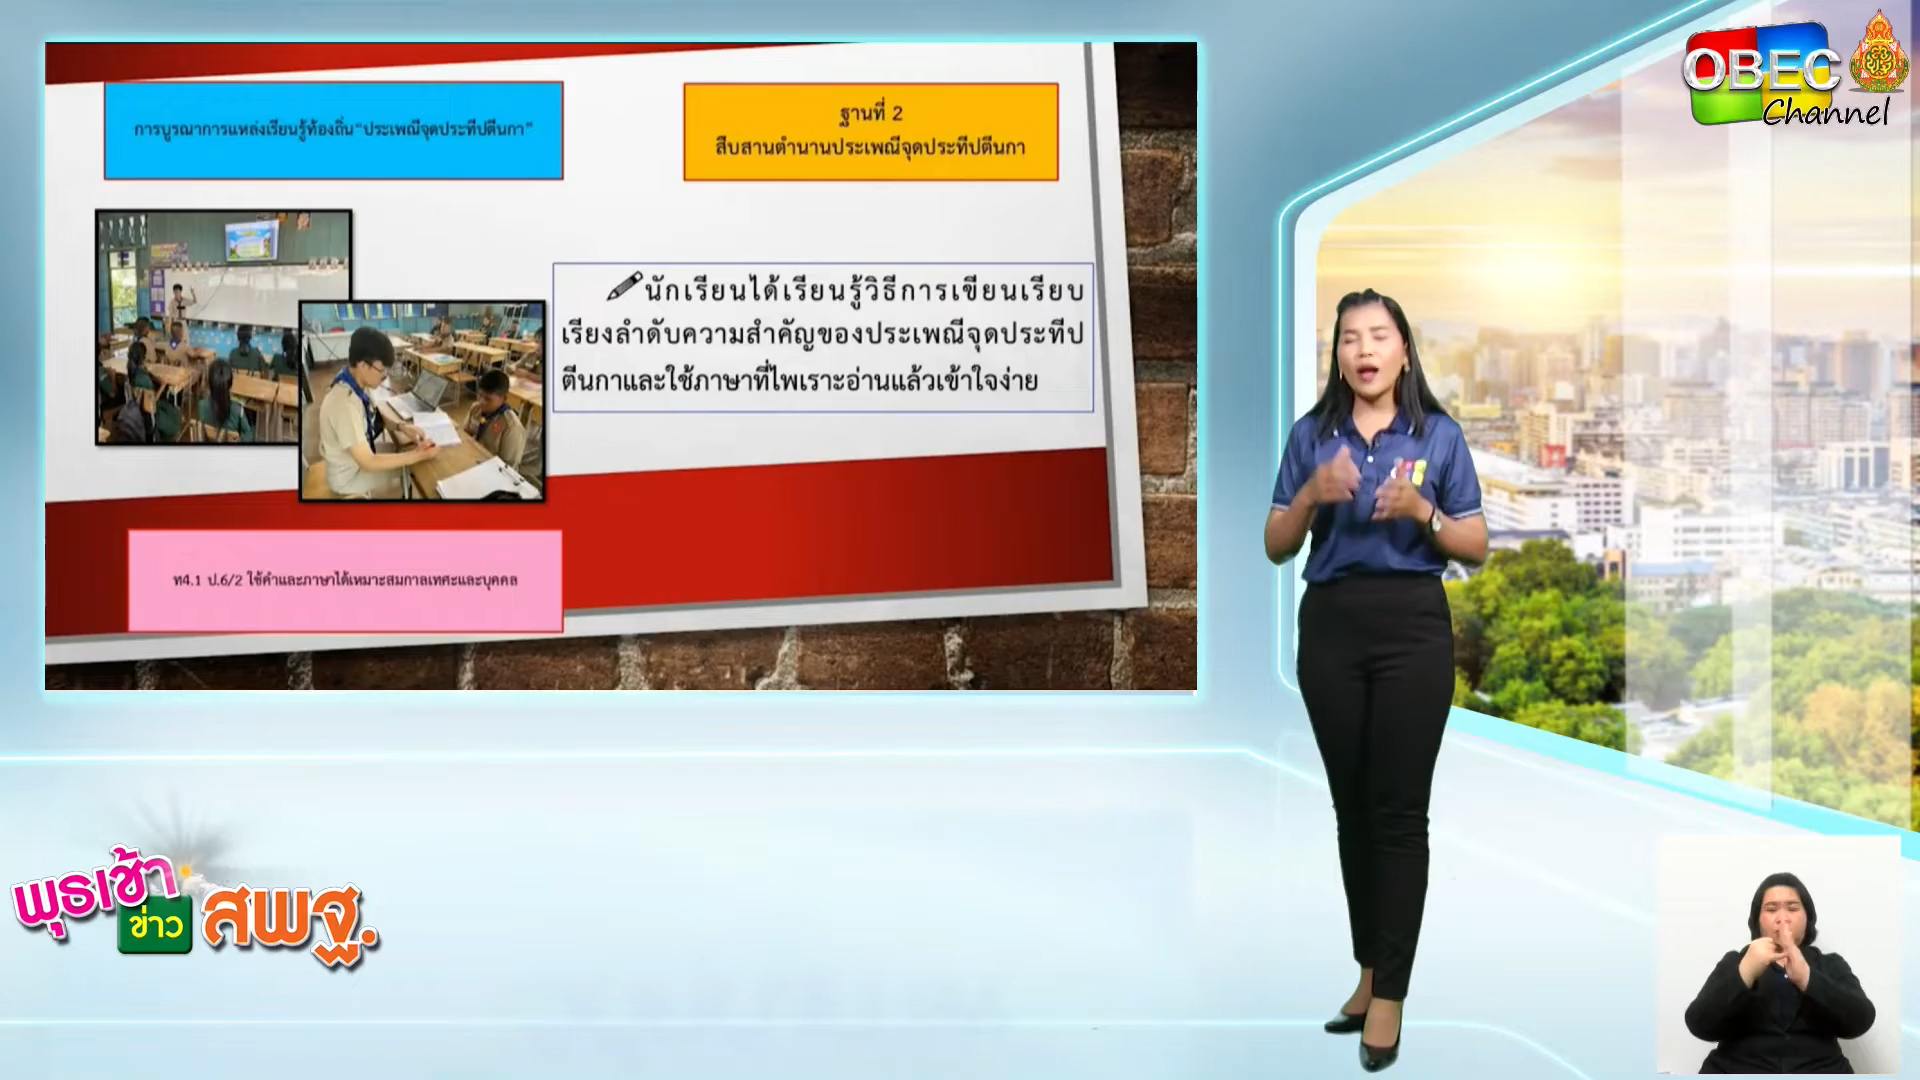 OBEC
Channel
การบูรณาการแหล่งเรียนรู้ท้องถิ่น“ประเพณีจุดประทีปตีนกา”
ฐานที่ 2
สืบสานตำนานประเพณีจุดประทีปตีนกา
นักเรียนได้เรียนรู้วิธีการเขียนเรียบ
เรียงลำดับความสำคัญของประเพณีจุดประทีป
ตีนกาและใช้ภาษาที่ไพเราะอ่านแล้วเข้าใจง่าย
ท4.1 ป.6/2 ใช้คำและภาษาได้เหมาะสมกาลเทศะและบุคคล
พุธเช้า
ข่าว
สพฐ.